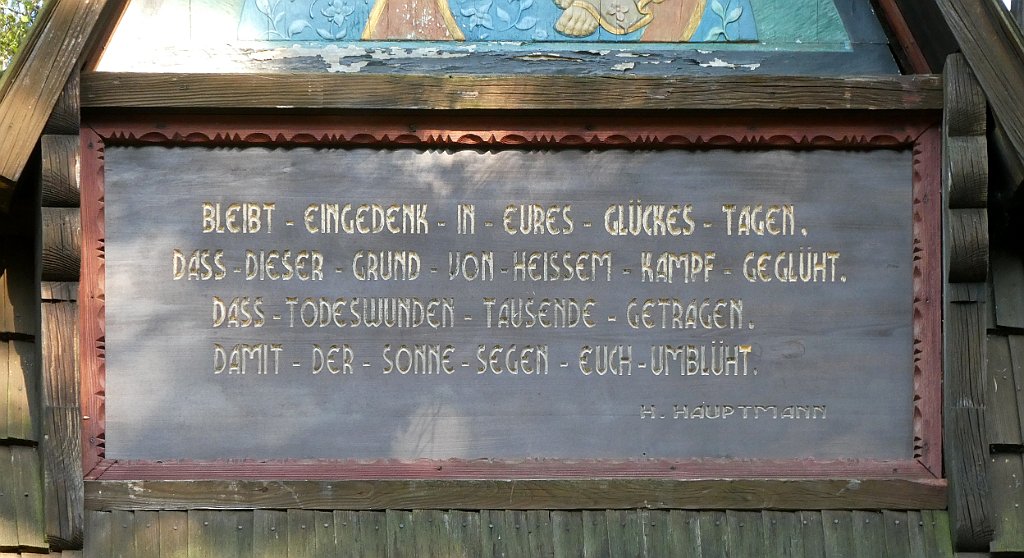 BLEIBT - EINGEDENK - IN - EURES - GLÜCKES - TAGEN.
DASS - DIESER - GRUND - VON - HEISSEM - KAMPF - GEGLÜHT.
DASS - TODESWUNDEN - TAUSENDE - GETRAGEN.
DAMIT - DER - SONNE - SEGEN - EUCH - UMBLÜHT.
H. HAUPTMANN